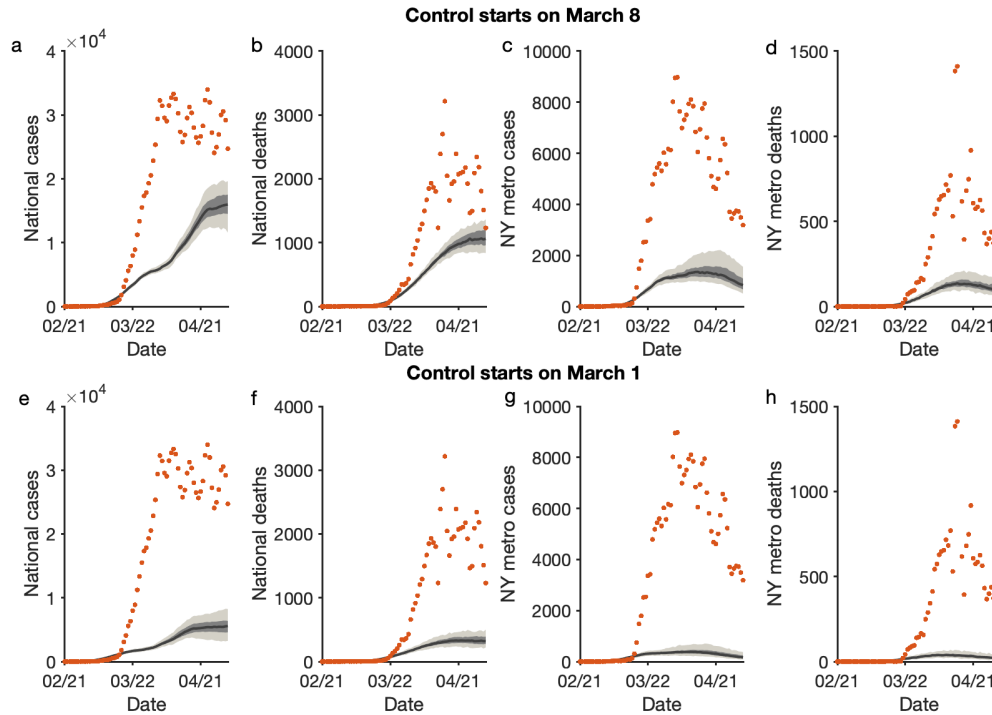 Control starts on March 8
a
×10⁴
4
3
2
1
0
National cases
02/21 03/22 04/21
Date
b
4000
3000
2000
1000
0
National deaths
02/21 03/22 04/21
Date
c
10000
8000
6000
4000
2000
0
NY metro cases
02/21 03/22 04/21
Date
d
1500
1000
500
0
NY metro deaths
02/21 03/22 04/21
Date
Control starts on March 1
e
×10⁴
4
3
2
1
0
National cases
02/21 03/22 04/21
Date
f
4000
3000
2000
1000
0
National deaths
02/21 03/22 04/21
Date
g
10000
8000
6000
4000
2000
0
NY metro cases
02/21 03/22 04/21
Date
h
1500
1000
500
0
NY metro deaths
02/21 03/22 04/21
Date